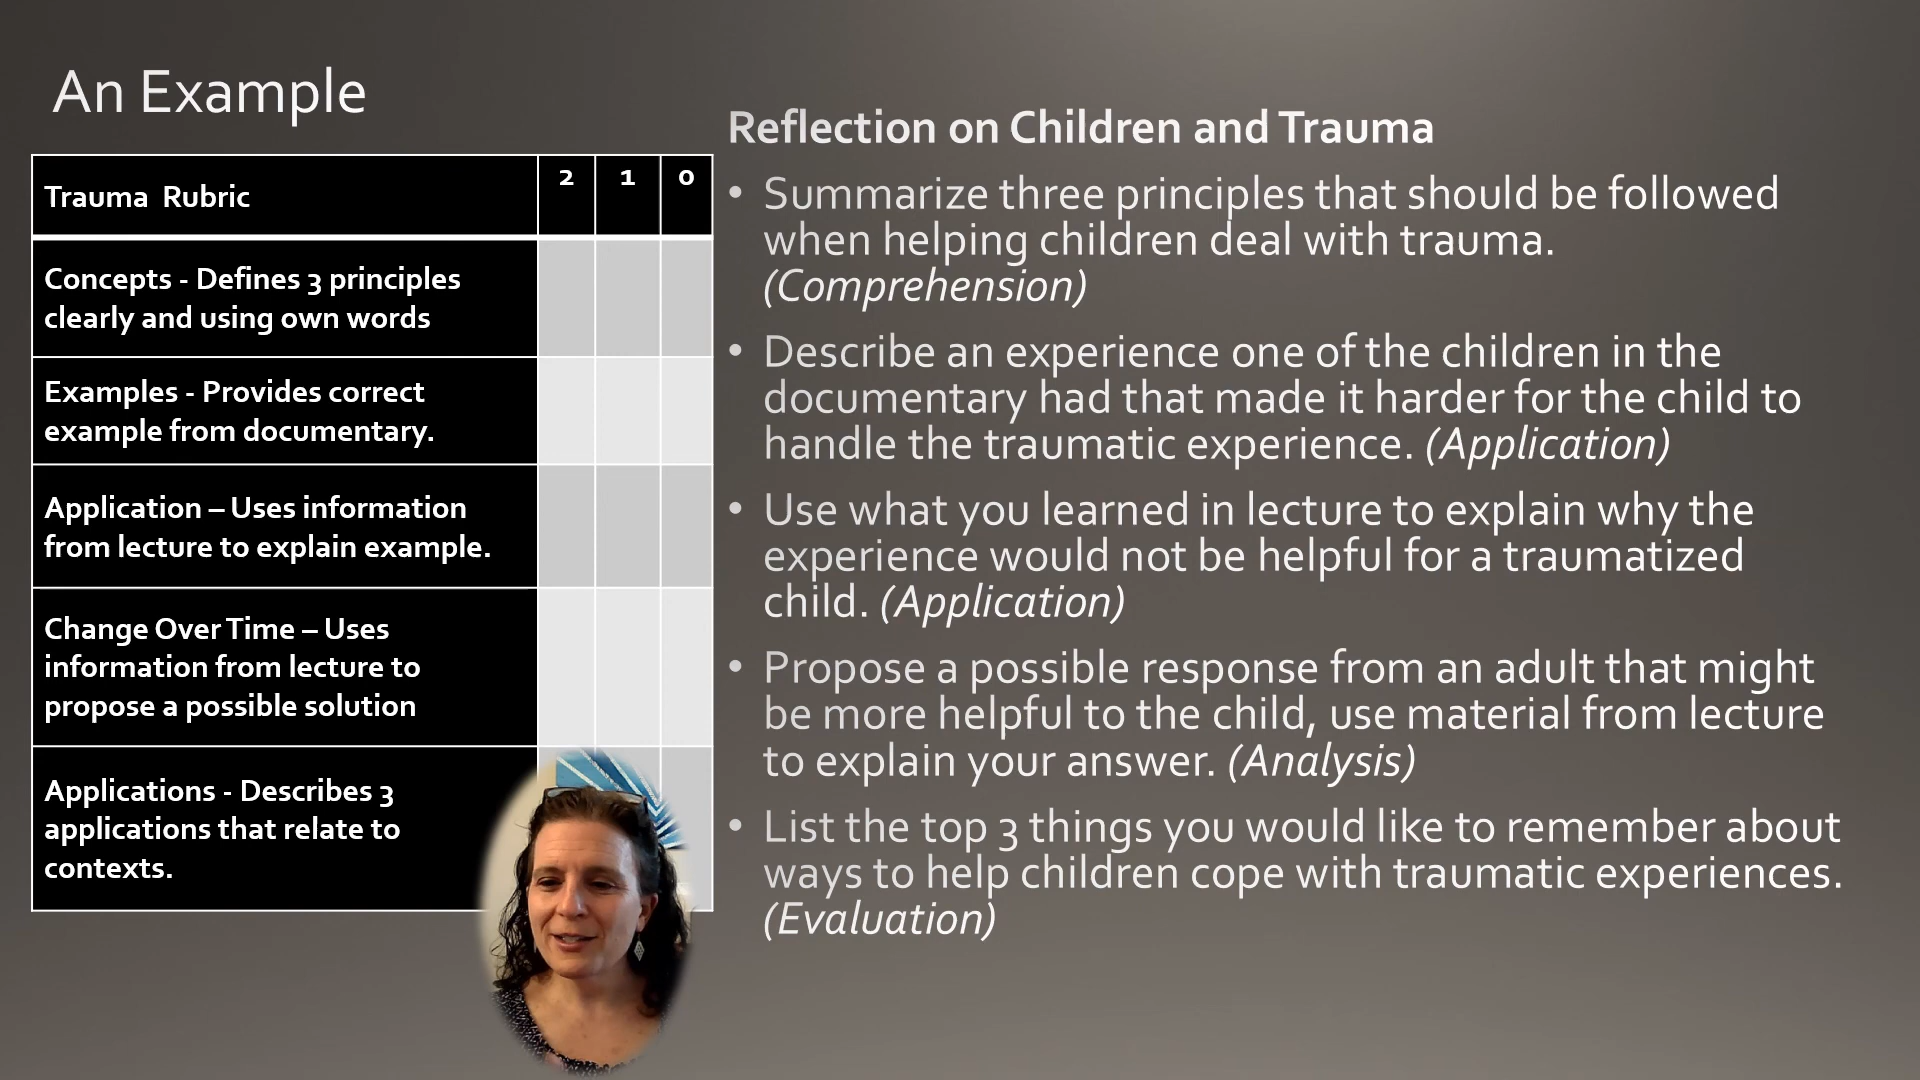 An Example
Trauma  Rubric
2
1
0
Concepts - Defines 3 principles
clearly and using own words
Examples - Provides correct
example from documentary.
Application – Uses information
from lecture to explain example.
Change Over Time – Uses
information from lecture to
propose a possible solution
Applications - Describes 3
applications that relate to
contexts.
Reflection on Children and Trauma
• Summarize three principles that should be followed
when helping children deal with trauma.
(Comprehension)
• Describe an experience one of the children in the
documentary had that made it harder for the child to
handle the traumatic experience. (Application)
• Use what you learned in lecture to explain why the
experience would not be helpful for a traumatized
child. (Application)
• Propose a possible response from an adult that might
be more helpful to the child, use material from lecture
to explain your answer. (Analysis)
• List the top 3 things you would like to remember about
ways to help children cope with traumatic experiences.
(Evaluation)